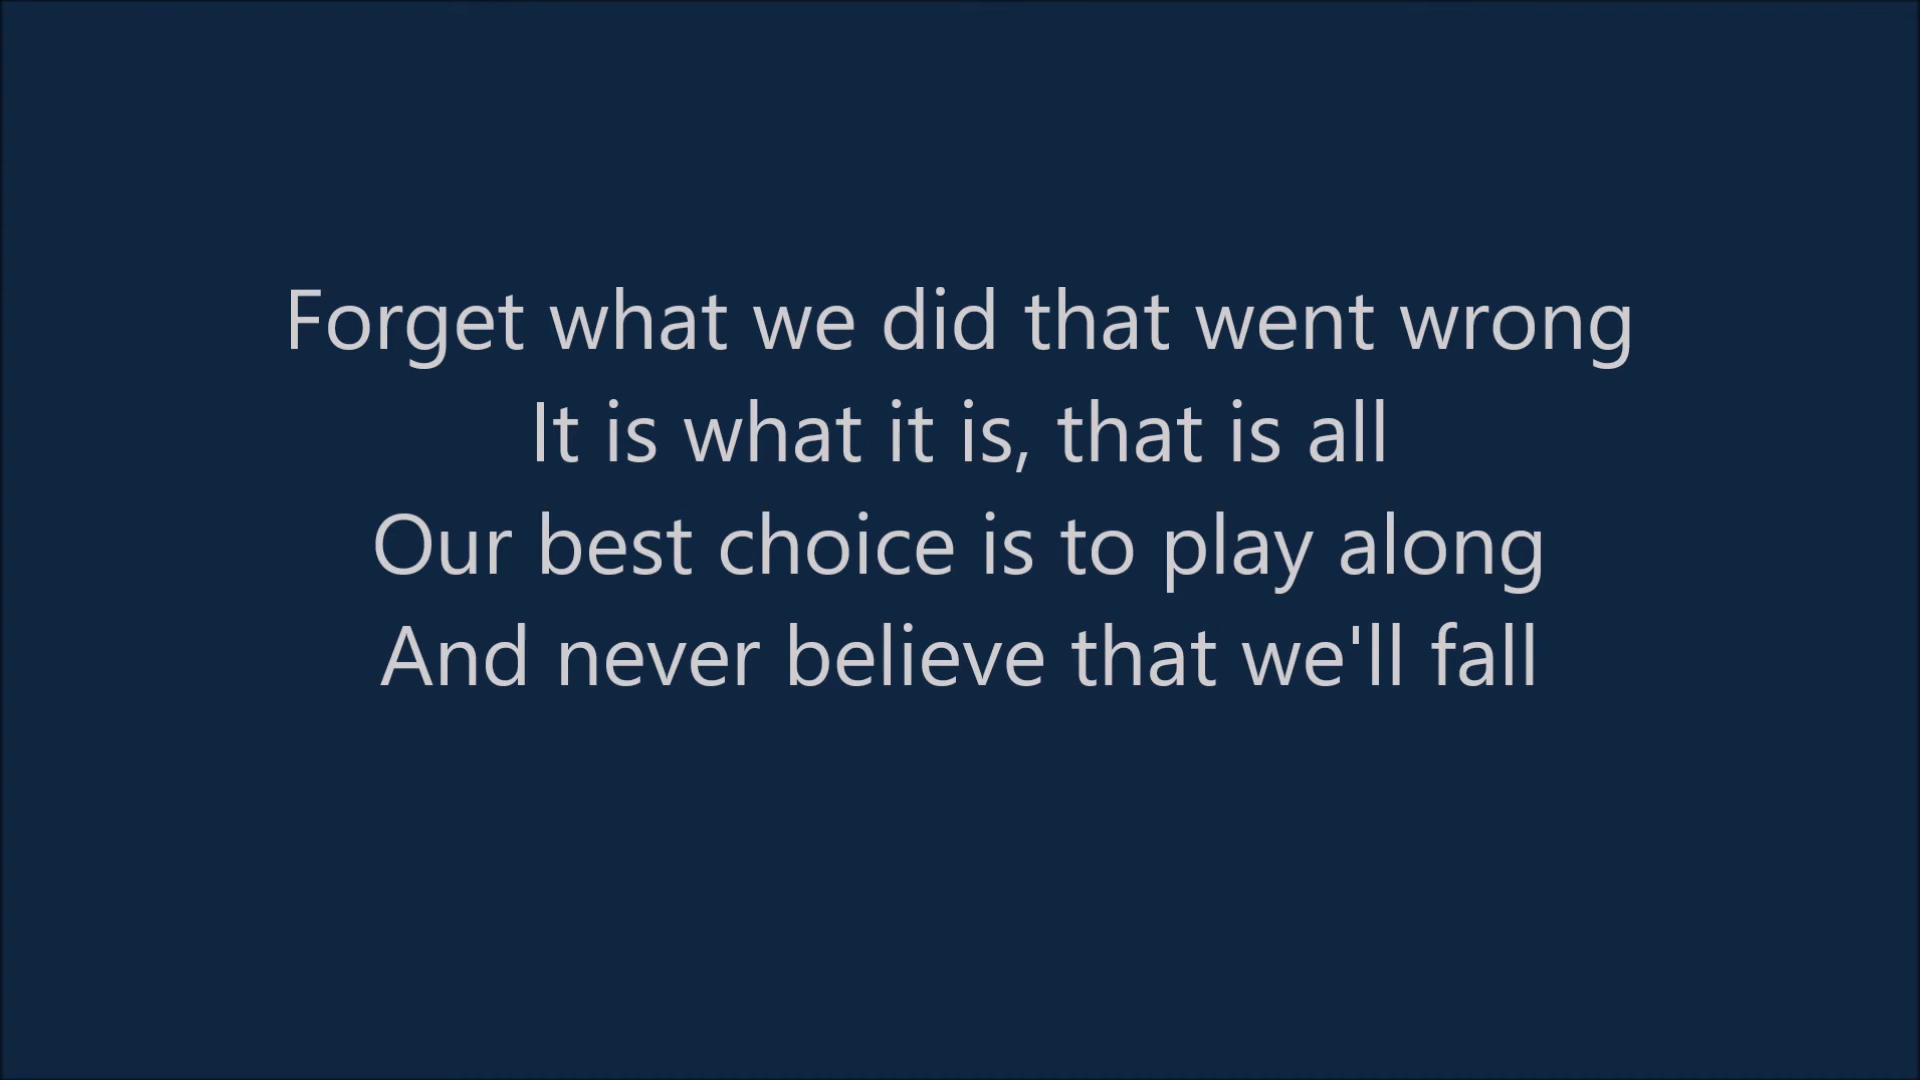 Forget what we did that went wrong
It is what it is, that is all
Our best choice is to play along
And never believe that we'll fall